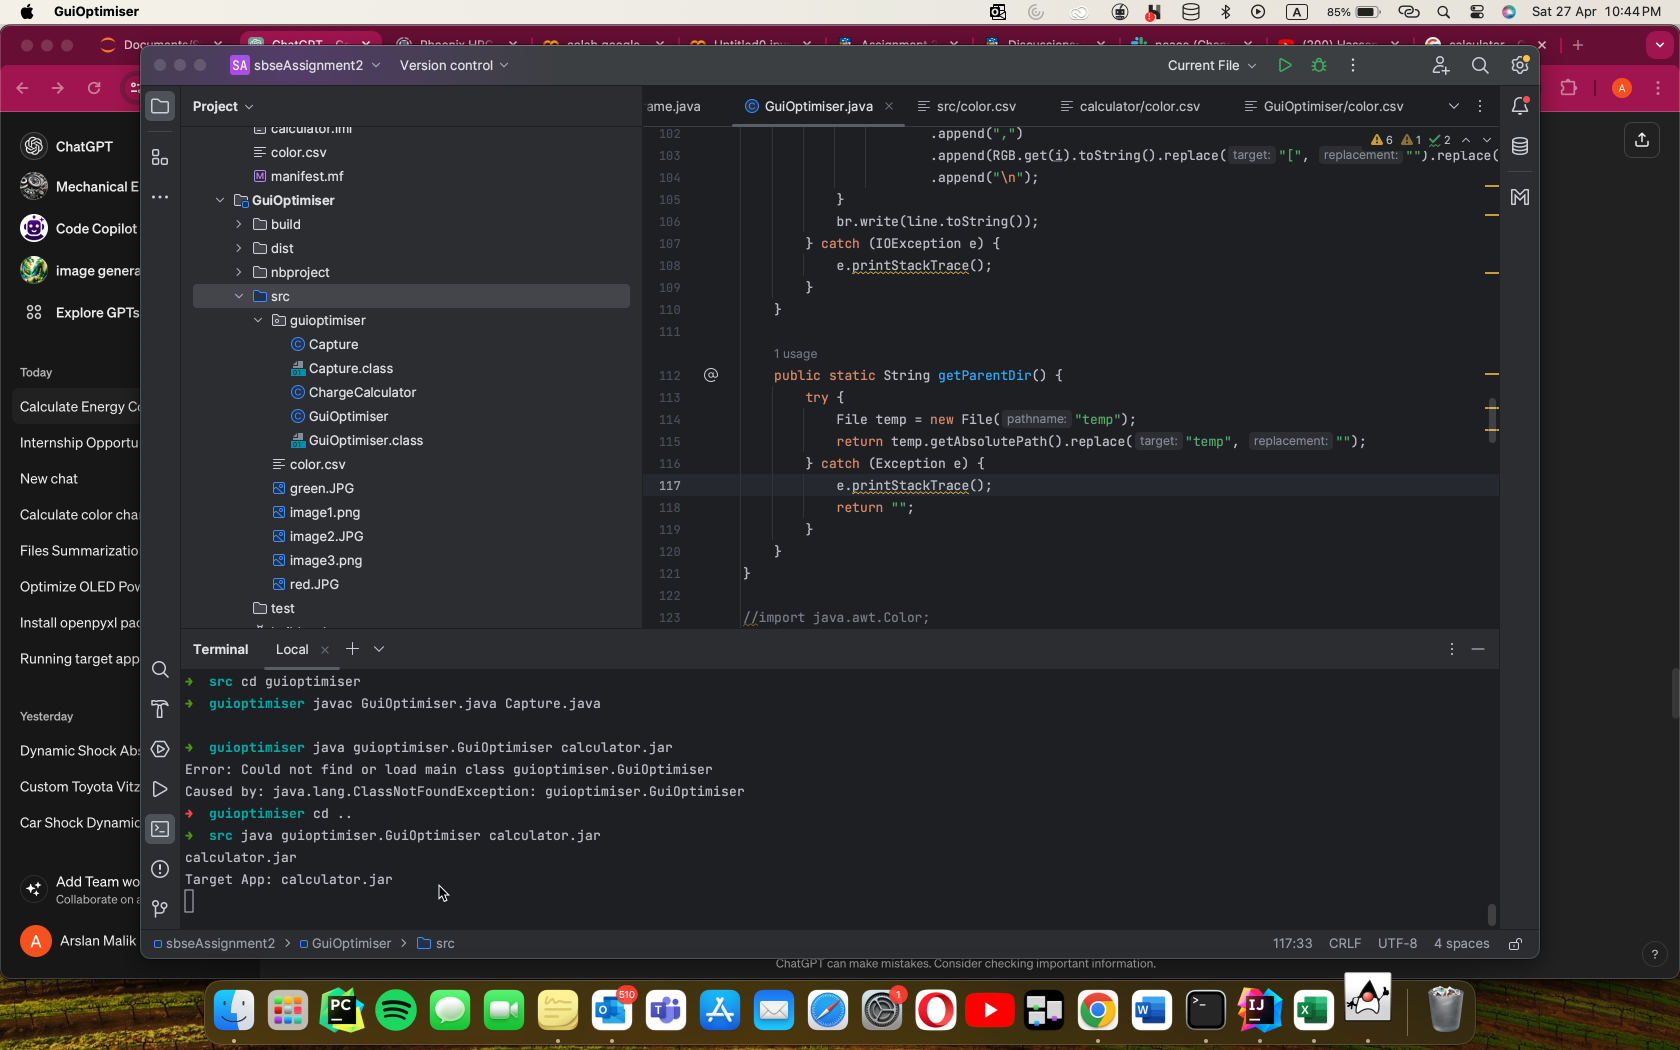 GuiOptimiser
85%
Sat 27 Apr 10:44 PM
SA sbseAssignment2
Version control
Current File
Project
ame.java
GuiOptimiser.java
src/color.csv
calculator/color.csv
GuiOptimiser/color.csv
calculator.iml
color.csv
manifest.mf
GuiOptimiser
build
dist
nbproject
src
guioptimiser
Capture
Capture.class
ChargeCalculator
GuiOptimiser
GuiOptimiser.class
color.csv
green.JPG
image1.png
image2.JPG
image3.png
red.JPG
test
6 1 2
102 .append(",")
103 .append(RGB.get(i).toString().replace( target: "[", replacement: "").replace(
104 .append("\n");
105 }
106 br.write(line.toString());
107 } catch (IOException e) {
108 e.printStackTrace();
109 }
110 }
111
1 usage
112 @ public static String getParentDir() {
113 try {
114 File temp = new File( pathname: "temp");
115 return temp.getAbsolutePath().replace( target: "temp", replacement: "");
116 } catch (Exception e) {
117 e.printStackTrace();
118 return "";
119 }
120 }
121 }
122
123 //import java.awt.Color;
Terminal
Local
➜ src cd guioptimiser
➜ guioptimiser javac GuiOptimiser.java Capture.java
➜ guioptimiser java guioptimiser.GuiOptimiser calculator.jar
Error: Could not find or load main class guioptimiser.GuiOptimiser
Caused by: java.lang.ClassNotFoundException: guioptimiser.GuiOptimiser
➜ guioptimiser cd ..
➜ src java guioptimiser.GuiOptimiser calculator.jar
calculator.jar
Target App: calculator.jar
sbseAssignment2 > GuiOptimiser > src
117:33 CRLF UTF-8 4 spaces
ChatGPT
Mechanical E
Code Copilot
image genera
Explore GPTs
Today
Calculate Energy Co
Internship Opportu
New chat
Calculate color cha
Files Summarizatio
Optimize OLED Pow
Install openpyxl pac
Running target app
Yesterday
Dynamic Shock Abs
Custom Toyota Vitz
Car Shock Dynamic
Add Team wo
Collaborate on a
A Arslan Malik
ChatGPT can make mistakes. Consider checking important information.
?
A
PC
510
1
W
IJ
X